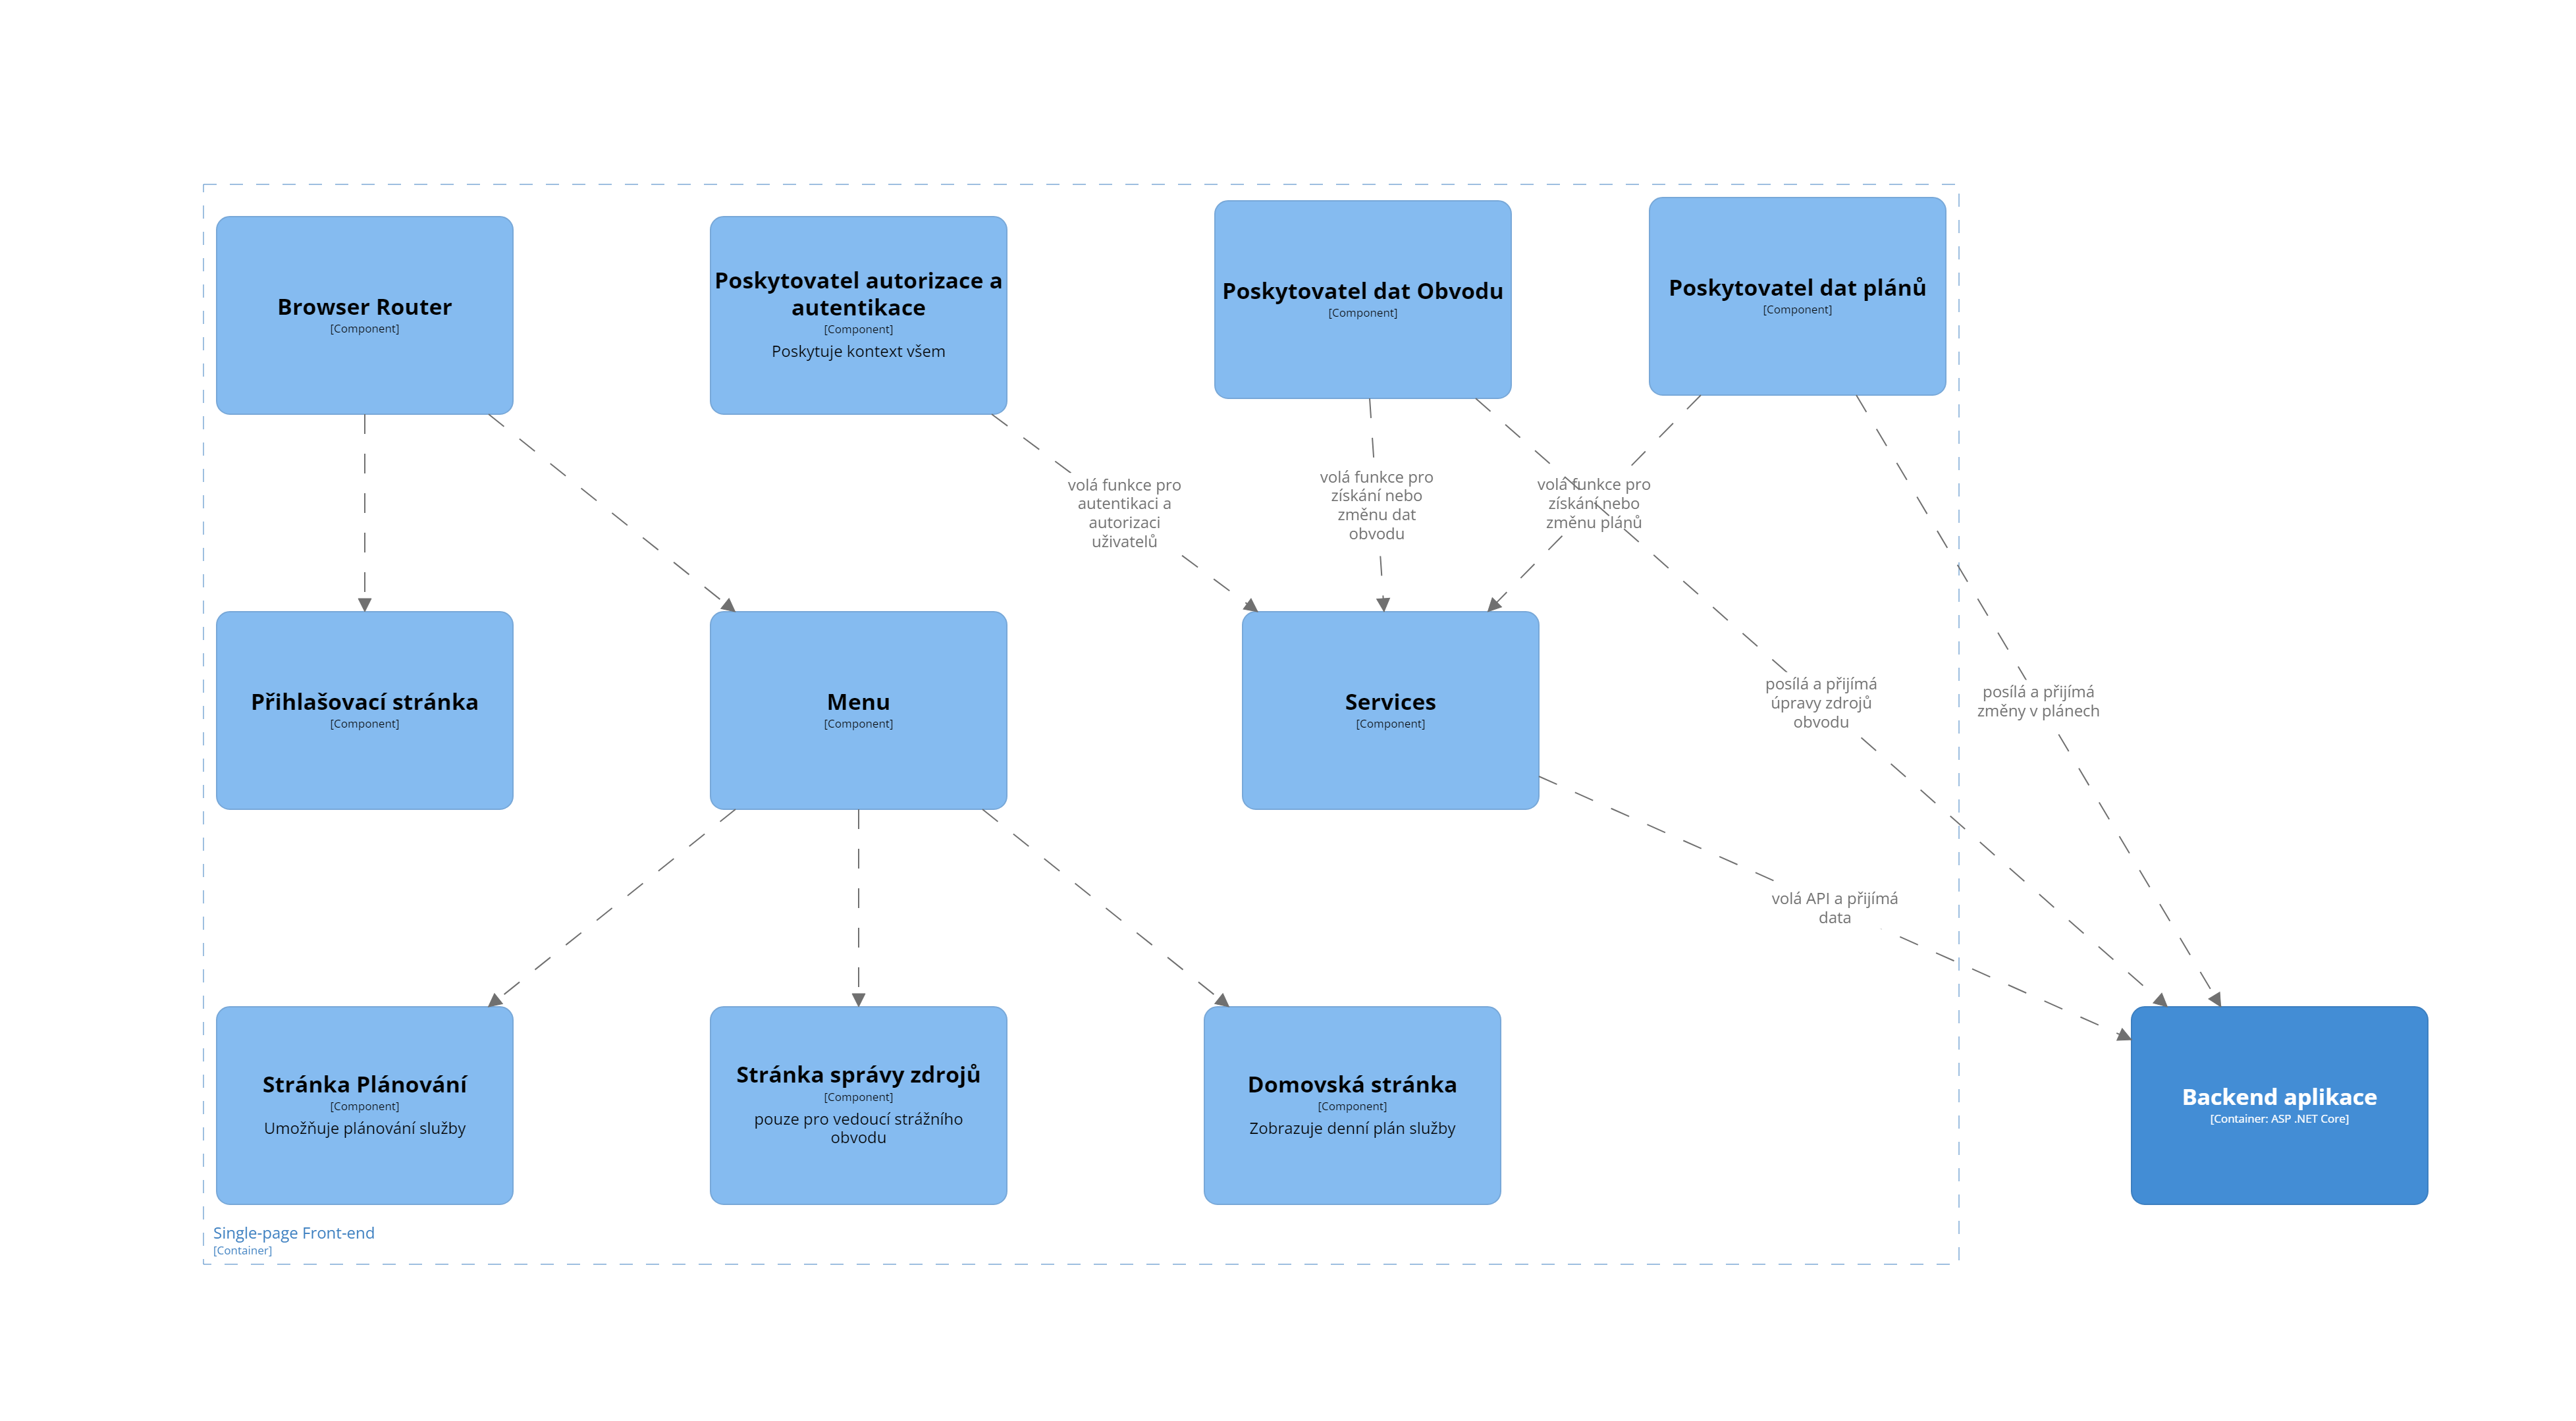 Browser Router
[Component]
Poskytovatel autorizace a
autentikace
[Component]
Poskytuje kontext všem
Poskytovatel dat Obvodu
[Component]
Poskytovatel dat plánů
[Component]
volá funkce pro
autentikaci a
autorizaci
uživatelů
volá funkce pro
získání nebo
změnu dat
obvodu
volá funkce pro
získání nebo
změnu plánů
Přihlašovací stránka
[Component]
Menu
[Component]
Services
[Component]
posílá a přijímá
úpravy zdrojů
obvodu
posílá a přijímá
změny v plánech
volá API a přijímá
data
Stránka Plánování
[Component]
Umožňuje plánování služby
Stránka správy zdrojů
[Component]
pouze pro vedoucí strážního
obvodu
Domovská stránka
[Component]
Zobrazuje denní plán služby
Backend aplikace
[Container: ASP .NET Core]
Single-page Front-end
[Container]